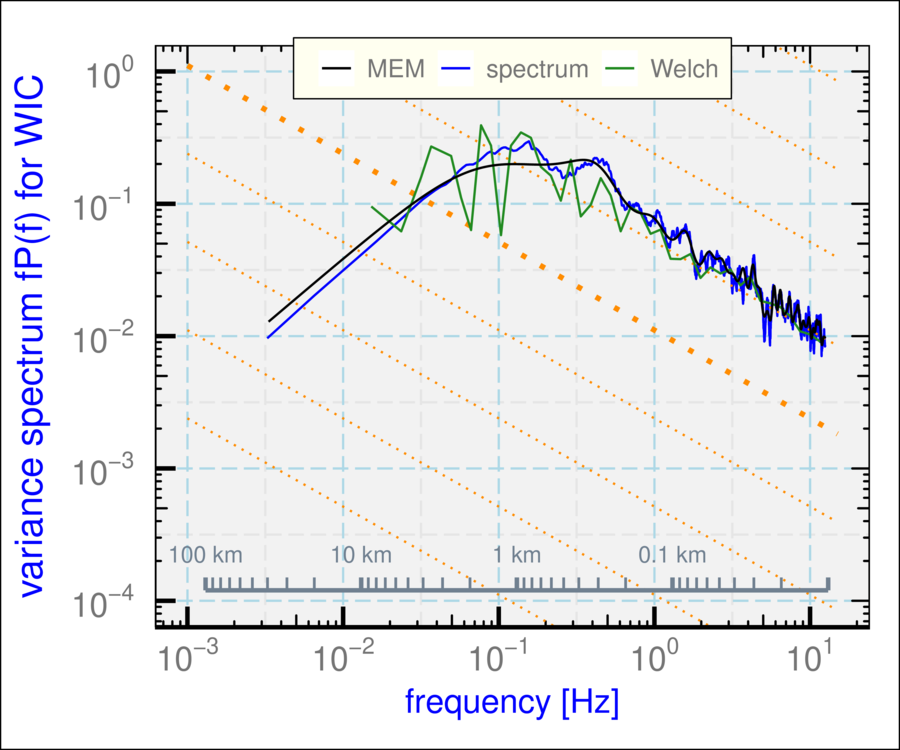 MEM spectrum Welch
variance spectrum fP(f) for WIC
10⁰
10⁻¹
10⁻²
10⁻³
10⁻⁴
100 km 10 km 1 km 0.1 km
10⁻³ 10⁻² 10⁻¹ 10⁰ 10¹
frequency [Hz]